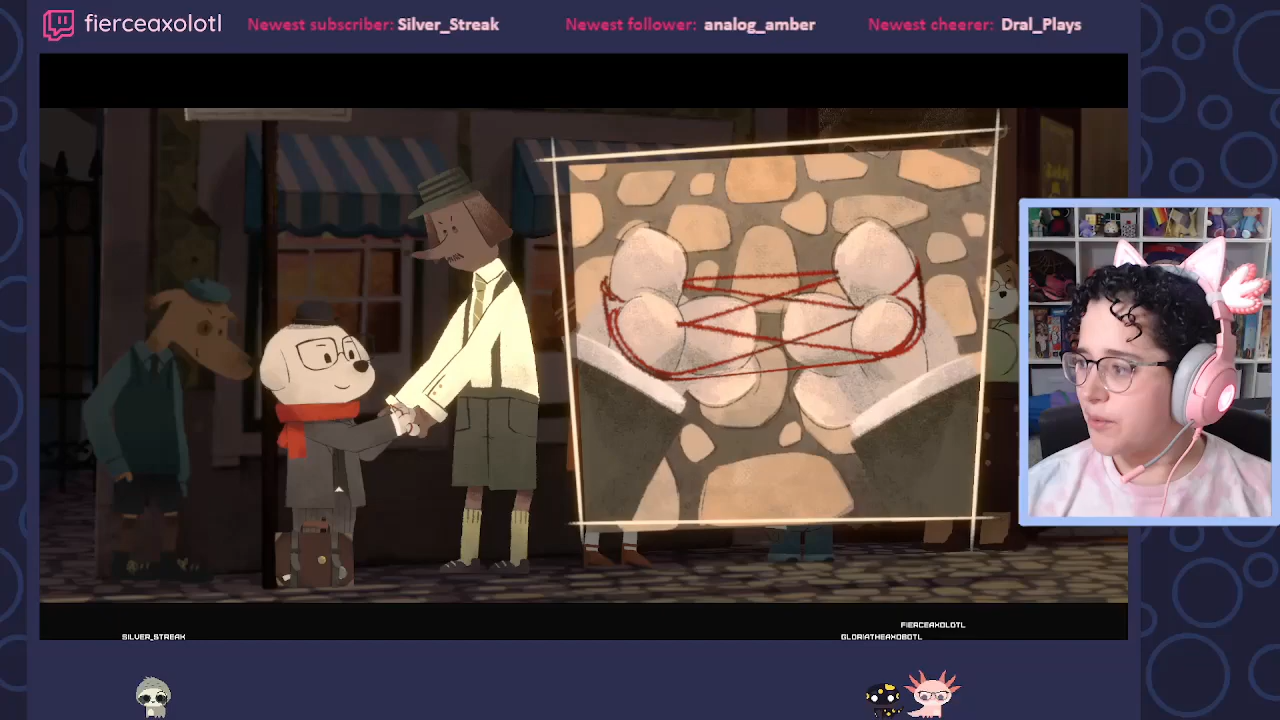 fierceaxolotl
Newest subscriber: Silver_Streak
Newest follower: analog_amber
Newest cheerer: Dral_Plays
FIERCEAXOLOTL
SILVER_STREAK
GLORIATHEAXOBOTL